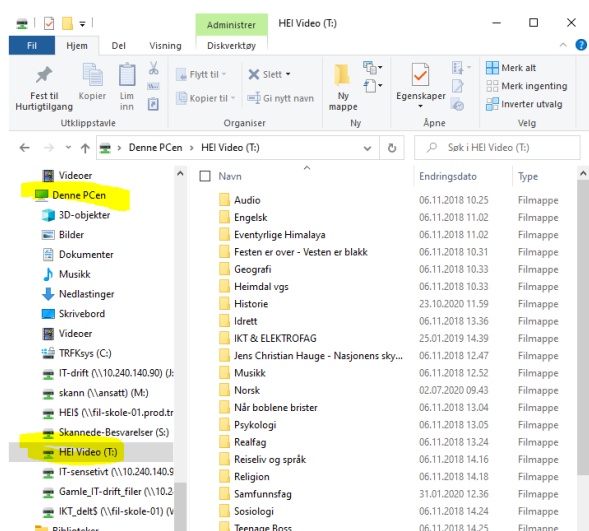 Administrer HEI Video (T:)
Fil Hjem Del Visning Diskverktøy
Fest til Hurtigtilgang
Kopier
Lim inn
Utklippstavle
Flytt til
Kopier til
Slett
Gi nytt navn
Organiser
Ny mappe
Ny
Egenskaper
Åpne
Merk alt
Merk ingenting
Inverter utvalg
Velg
Denne PCen > HEI Video (T:)
Søk i HEI Video (T:)
Videoer
Denne PCen
3D-objekter
Bilder
Dokumenter
Musikk
Nedlastinger
Skrivebord
Videoer
TRFKsys (C:)
IT-drift (\\10.240.140.90) (J:
skann (\\ansatt) (M:)
HEI$ (\\fil-skole-01.prod.tr
Skannede-Besvarelser (S:)
HEI Video (T:)
IT-sensetivt (\\10.240.140.9
Gamle_IT-drift_filer (\\10.2
IKT_delt$ (\\fil-skole-01) (V
Biblioteker
Navn Endringsdato Type
Audio 06.11.2018 10.25 Filmappe
Engelsk 06.11.2018 11.02 Filmappe
Eventyrlige Himalaya 06.11.2018 11.02 Filmappe
Festen er over - Vesten er blakk 06.11.2018 10.31 Filmappe
Geografi 06.11.2018 10.33 Filmappe
Heimdal vgs 06.11.2018 10.33 Filmappe
Historie 23.10.2020 11.59 Filmappe
Idrett 06.11.2018 13.36 Filmappe
IKT & ELEKTROFAG 25.01.2019 14.39 Filmappe
Jens Christian Hauge - Nasjonens sky... 06.11.2018 12.47 Filmappe
Musikk 06.11.2018 12.52 Filmappe
Norsk 02.07.2020 09.43 Filmappe
Når boblene brister 06.11.2018 13.04 Filmappe
Psykologi 06.11.2018 13.05 Filmappe
Realfag 06.11.2018 13.24 Filmappe
Reiseliv og språk 06.11.2018 14.16 Filmappe
Religion 06.11.2018 14.18 Filmappe
Samfunnsfag 31.01.2020 12.36 Filmappe
Sosiologi 06.11.2018 14.24 Filmappe
Teenage Boss 06.11.2018 14.25 Filmappe